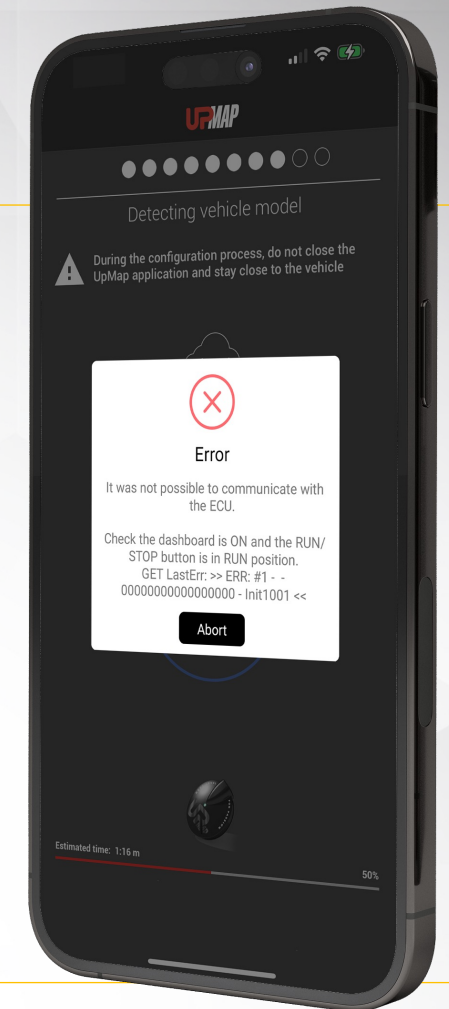 UPMAP
Detecting vehicle model
During the configuration process, do not close the
UpMap application and stay close to the vehicle
Error
It was not possible to communicate with
the ECU.
Check the dashboard is ON and the RUN/
STOP button is in RUN position.
GET LastErr: >> ERR: #1 - -
00000000000000000 - Init1001 <<
Abort
Estimated time: 1:16 m
50%